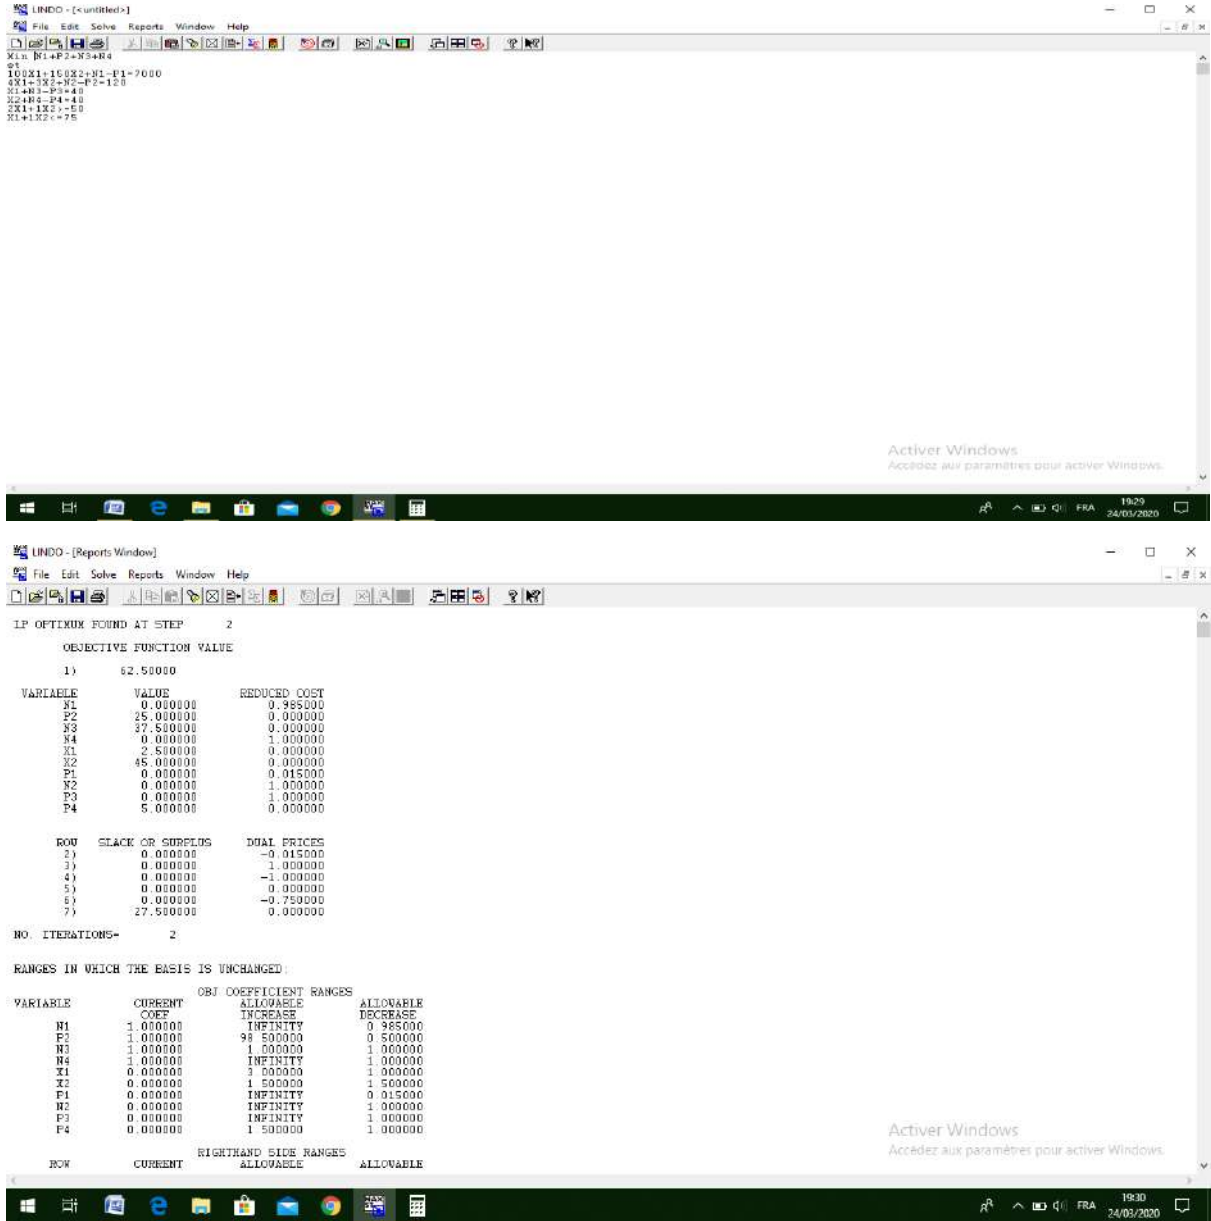 LINDO - [<untitled>]
File Edit Solve Reports Window Help
Min N1+P2+N3+N4
st
100X1+150X2+N1-P1=7000
4X1+3X2+N2-P2=120
X1+N3-P3=40
X2+N4-P4=40
2X1+1X2>=50
X1+1X2<=75
Activer Windows
Accédez aux paramètres pour activer Windows.
FRA 19:29
24/03/2020
LINDO - [Reports Window]
File Edit Solve Reports Window Help
LP OPTIMUM FOUND AT STEP 2
OBJECTIVE FUNCTION VALUE
1) 62.50000
VARIABLE VALUE REDUCED COST
N1 0.000000 0.985000
P2 25.000000 0.000000
N3 37.500000 0.000000
N4 0.000000 1.000000
X1 2.500000 0.000000
X2 45.000000 0.000000
P1 0.000000 0.015000
N2 0.000000 1.000000
P3 0.000000 1.000000
P4 5.000000 0.000000
ROW SLACK OR SURPLUS DUAL PRICES
2) 0.000000 -0.015000
3) 0.000000 1.000000
4) 0.000000 -1.000000
5) 0.000000 0.000000
6) 0.000000 -0.750000
7) 27.500000 0.000000
NO. ITERATIONS= 2
RANGES IN WHICH THE BASIS IS UNCHANGED:
OBJ COEFFICIENT RANGES
VARIABLE CURRENT ALLOWABLE ALLOWABLE
COEF INCREASE DECREASE
N1 1.000000 INFINITY 0.985000
P2 1.000000 98.500000 0.500000
N3 1.000000 1.000000 1.000000
N4 1.000000 INFINITY 1.000000
X1 0.000000 3.000000 1.000000
X2 0.000000 1.500000 1.500000
P1 0.000000 INFINITY 0.015000
N2 0.000000 INFINITY 1.000000
P3 0.000000 INFINITY 1.000000
P4 0.000000 1.500000 1.000000
RIGHTHAND SIDE RANGES
ROW CURRENT ALLOWABLE ALLOWABLE
Activer Windows
Accédez aux paramètres pour activer Windows.
FRA 19:30
24/03/2020